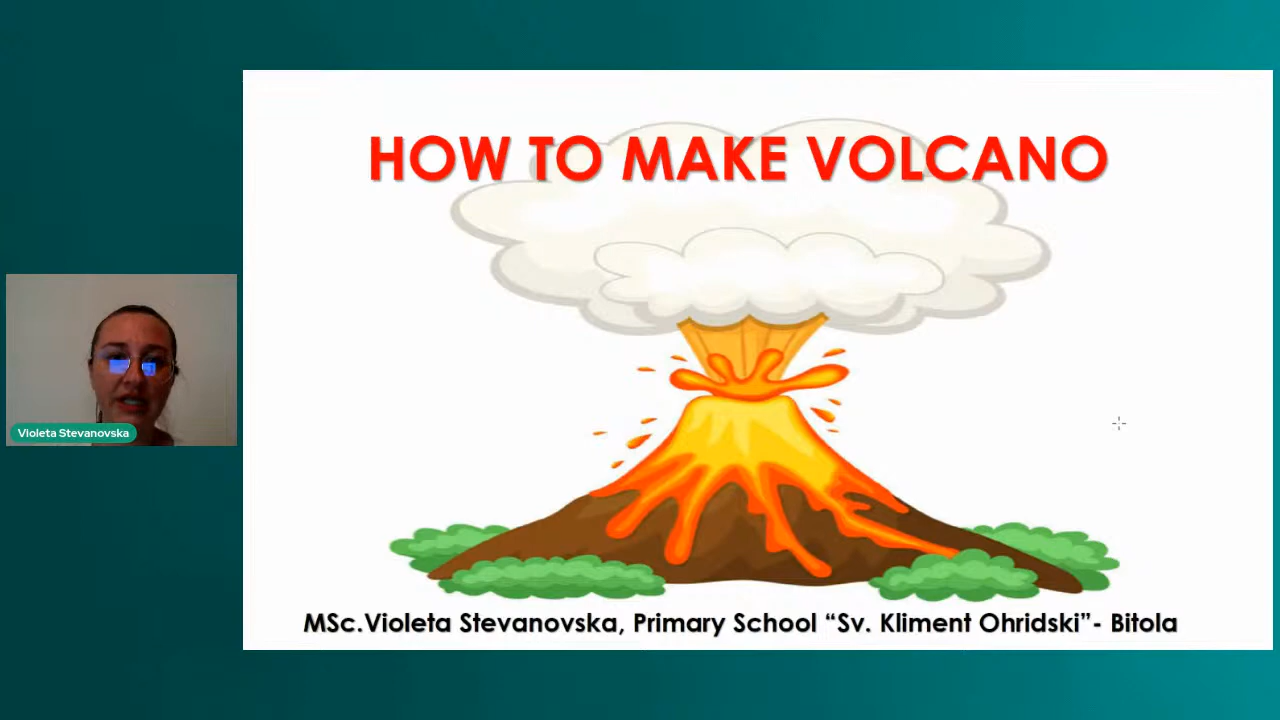 HOW TO MAKE VOLCANO
Violeta Stevanovska
MSc.Violeta Stevanovska, Primary School “Sv. Kliment Ohridski”- Bitola